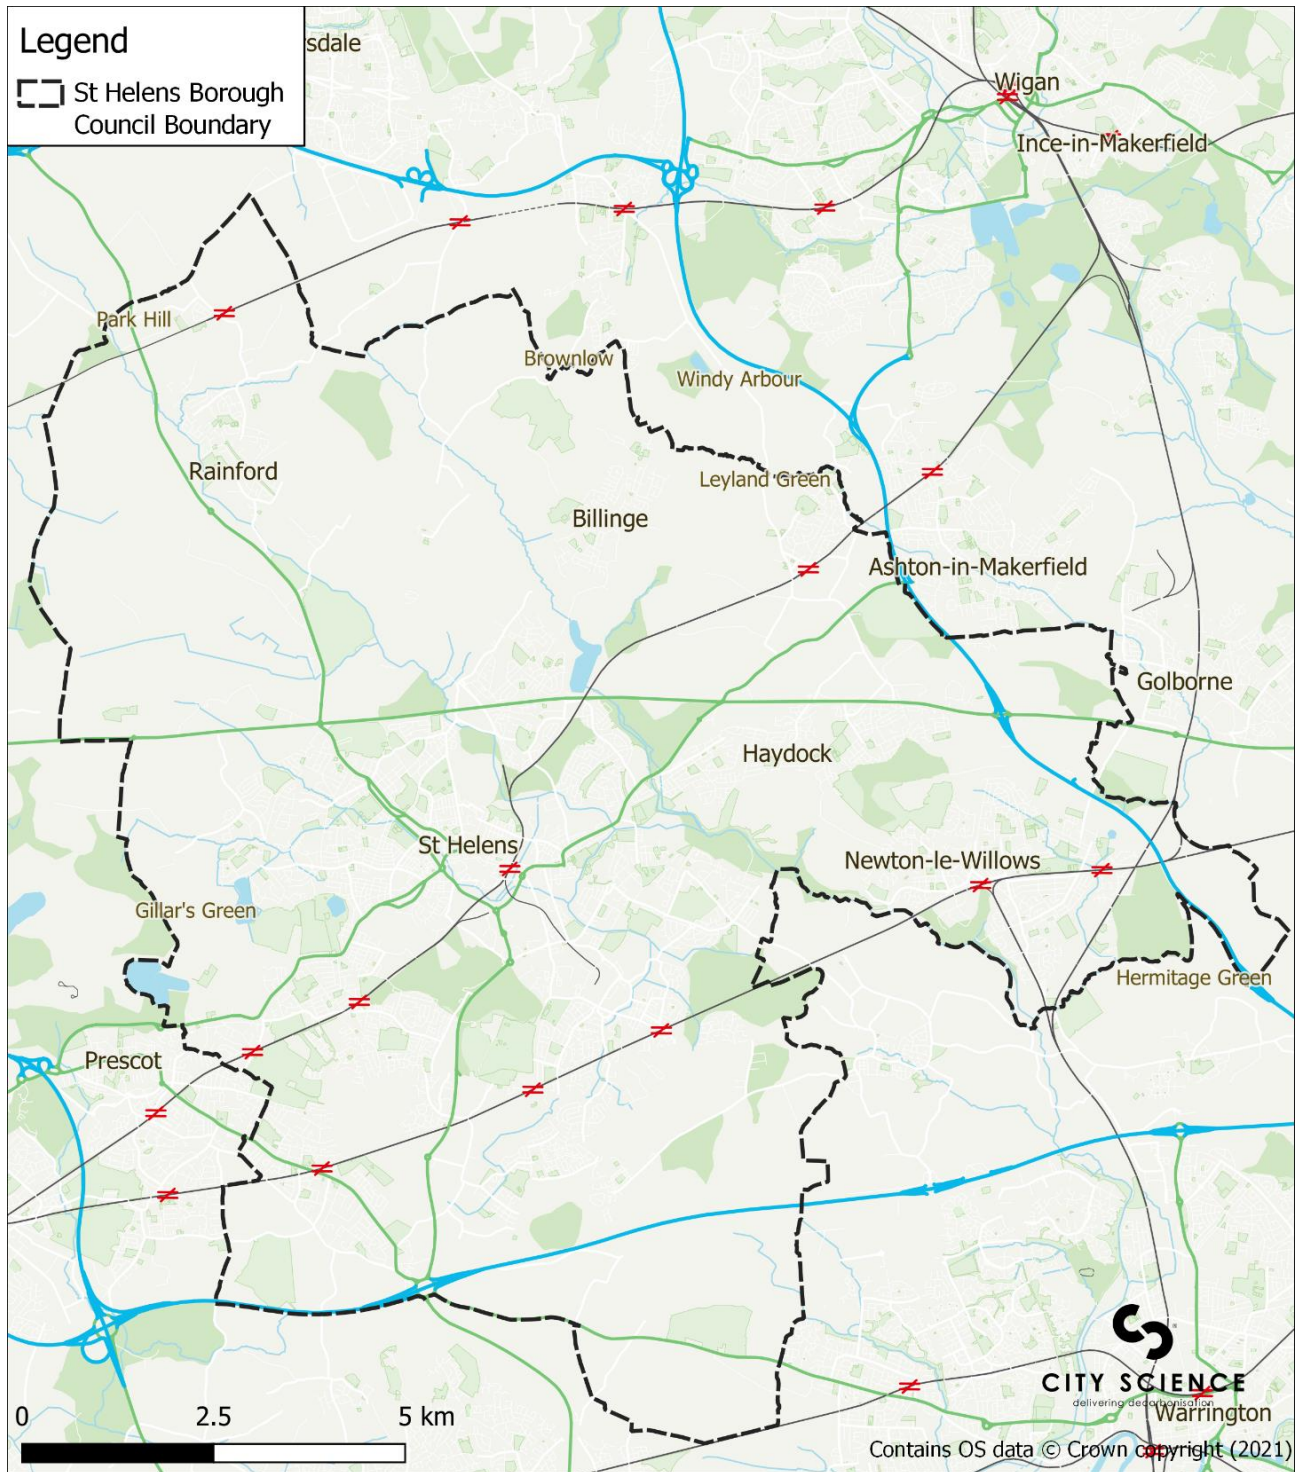 Legend
St Helens Borough
Council Boundary
sdale
Wigan
Ince-in-Makerfield
Park Hill
Brownlow
Windy Arbour
Rainford
Leyland Green
Billinge
Ashton-in-Makerfield
Golborne
Haydock
St Helens
Newton-le-Willows
Gillar's Green
Hermitage Green
Prescot
CITY SCIENCE
delivering decarbonisation
Warrington
0 2.5 5 km
Contains OS data © Crown copyright (2021)